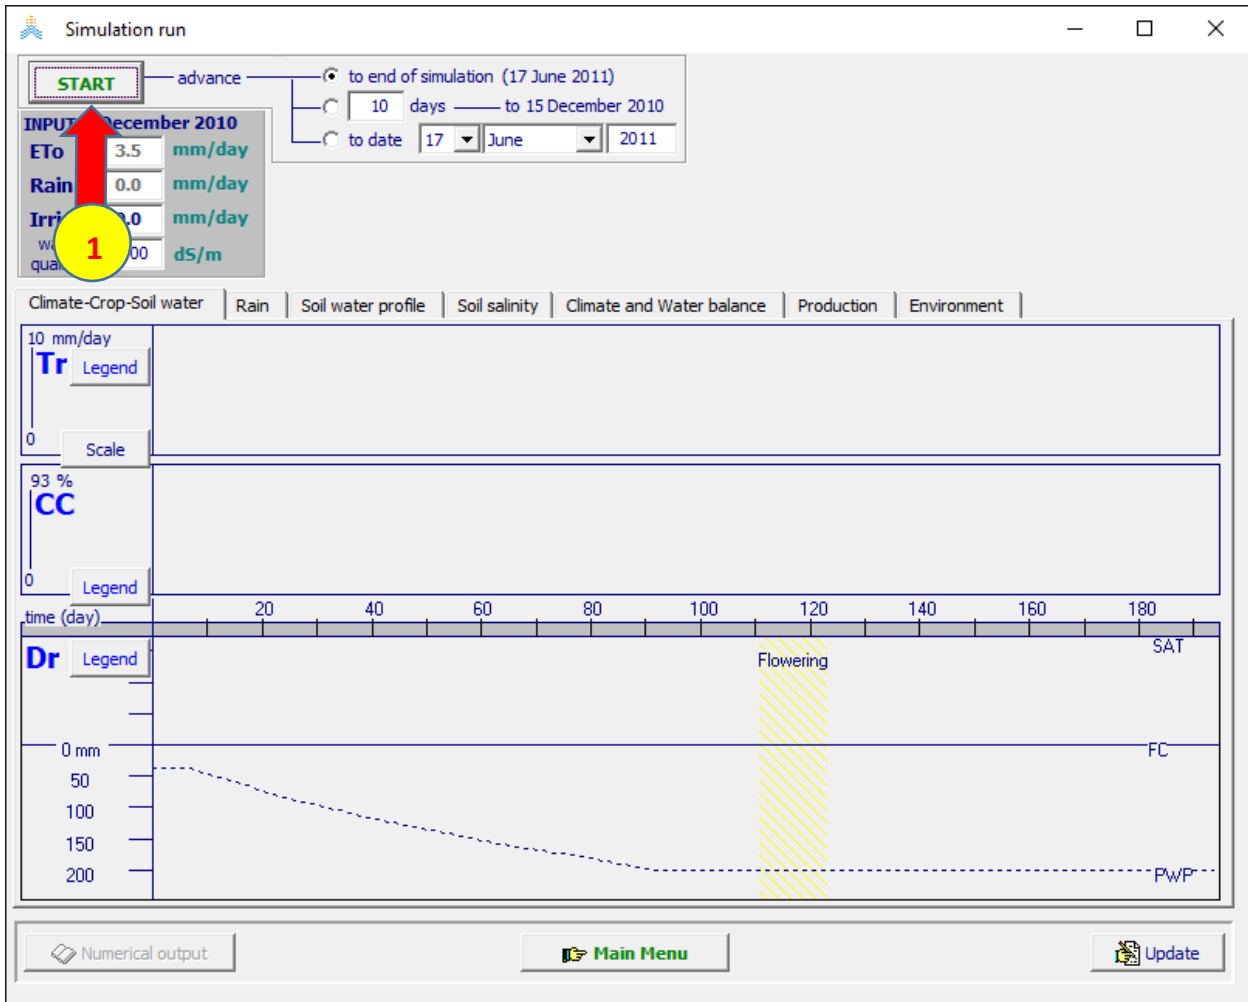 Simulation run
START advance to end of simulation (17 June 2011)
10 days to 15 December 2010
to date 17 June 2011
INPUT December 2010
ETo 3.5 mm/day
Rain 0.0 mm/day
mm/day
1 dS/m
Climate-Crop-Soil water Rain Soil water profile Soil salinity Climate and Water balance Production Environment
10 mm/day
Tr Legend
0 Scale
93 %
CC
0 Legend
time (day) 20 40 60 80 100 120 140 160 180
Dr Legend Flowering SAT
0 mm FC
50
100
150
200 PWP
Numerical output Main Menu Update